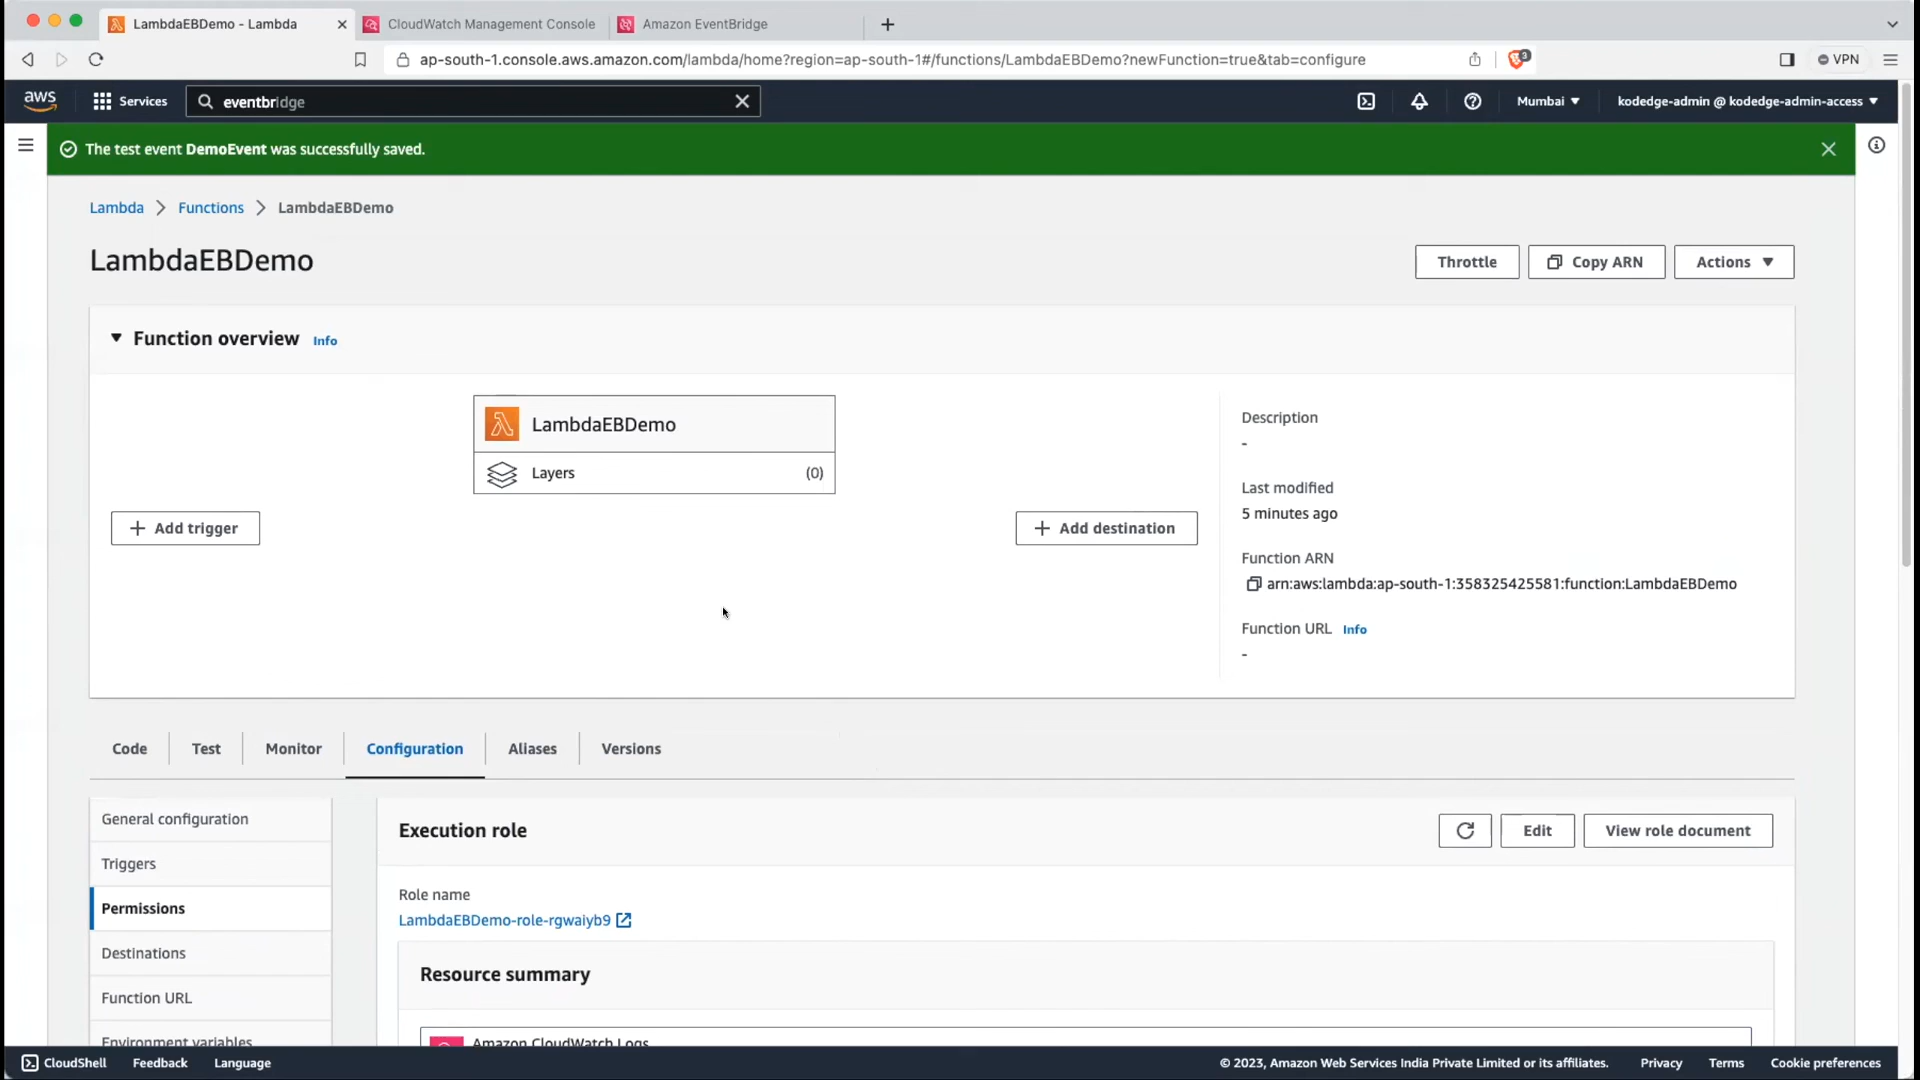 LambdaEBDemo - Lambda
CloudWatch Management Console
Amazon EventBridge
ap-south-1.console.aws.amazon.com/lambda/home?region=ap-south-1#/functions/LambdaEBDemo?newFunction=true&tab=configure
3
VPN
aws
Services
eventbridge
Mumbai
kodedge-admin @ kodedge-admin-access
The test event DemoEvent was successfully saved.
Lambda
Functions
LambdaEBDemo
LambdaEBDemo
Throttle
Copy ARN
Actions
Function overview Info
LambdaEBDemo
Layers (0)
Add trigger
Add destination
Description
-
Last modified
5 minutes ago
Function ARN
arn:aws:lambda:ap-south-1:358325425581:function:LambdaEBDemo
Function URL Info
-
Code
Test
Monitor
Configuration
Aliases
Versions
General configuration
Triggers
Permissions
Destinations
Function URL
Environment variables
Execution role
Edit
View role document
Role name
LambdaEBDemo-role-rgwaiyb9
Resource summary
Amazon CloudWatch Logs
CloudShell
Feedback
Language
© 2023, Amazon Web Services India Private Limited or its affiliates.
Privacy
Terms
Cookie preferences